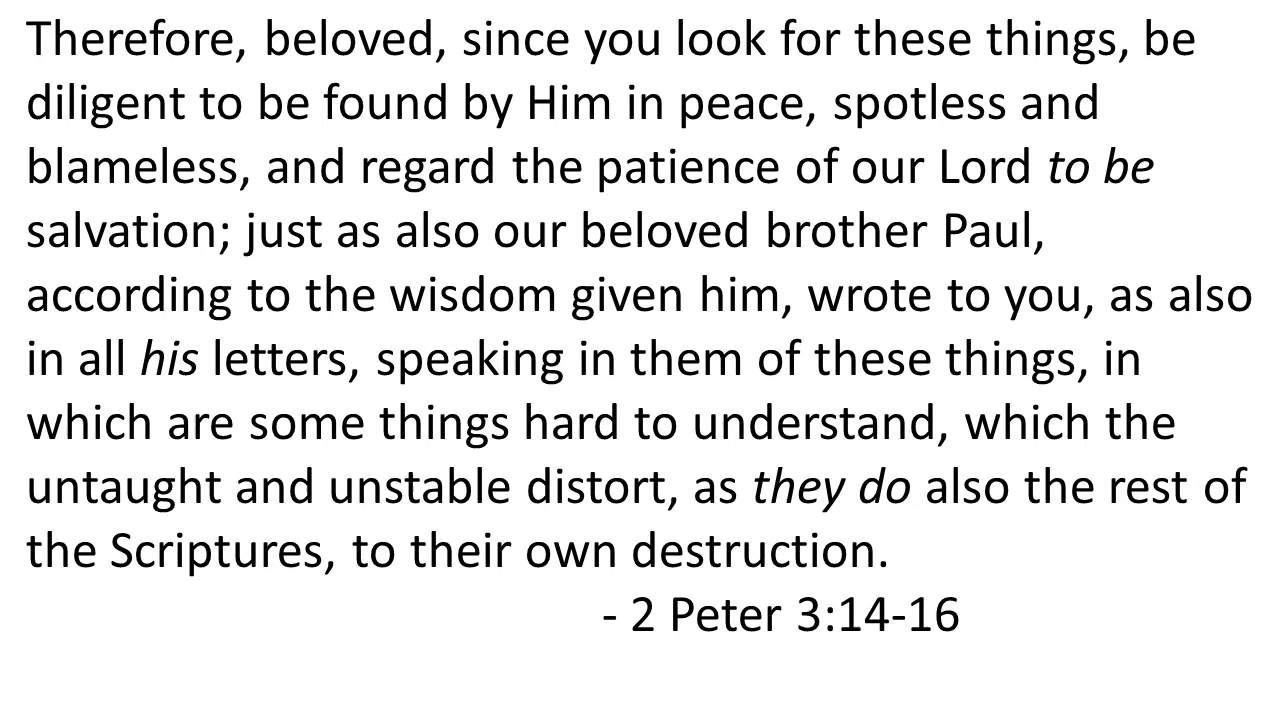 Therefore, beloved, since you look for these things, be
diligent to be found by Him in peace, spotless and
blameless, and regard the patience of our Lord to be
salvation; just as also our beloved brother Paul,
according to the wisdom given him, wrote to you, as also
in all his letters, speaking in them of these things, in
which are some things hard to understand, which the
untaught and unstable distort, as they do also the rest of
the Scriptures, to their own destruction.
- 2 Peter 3:14-16